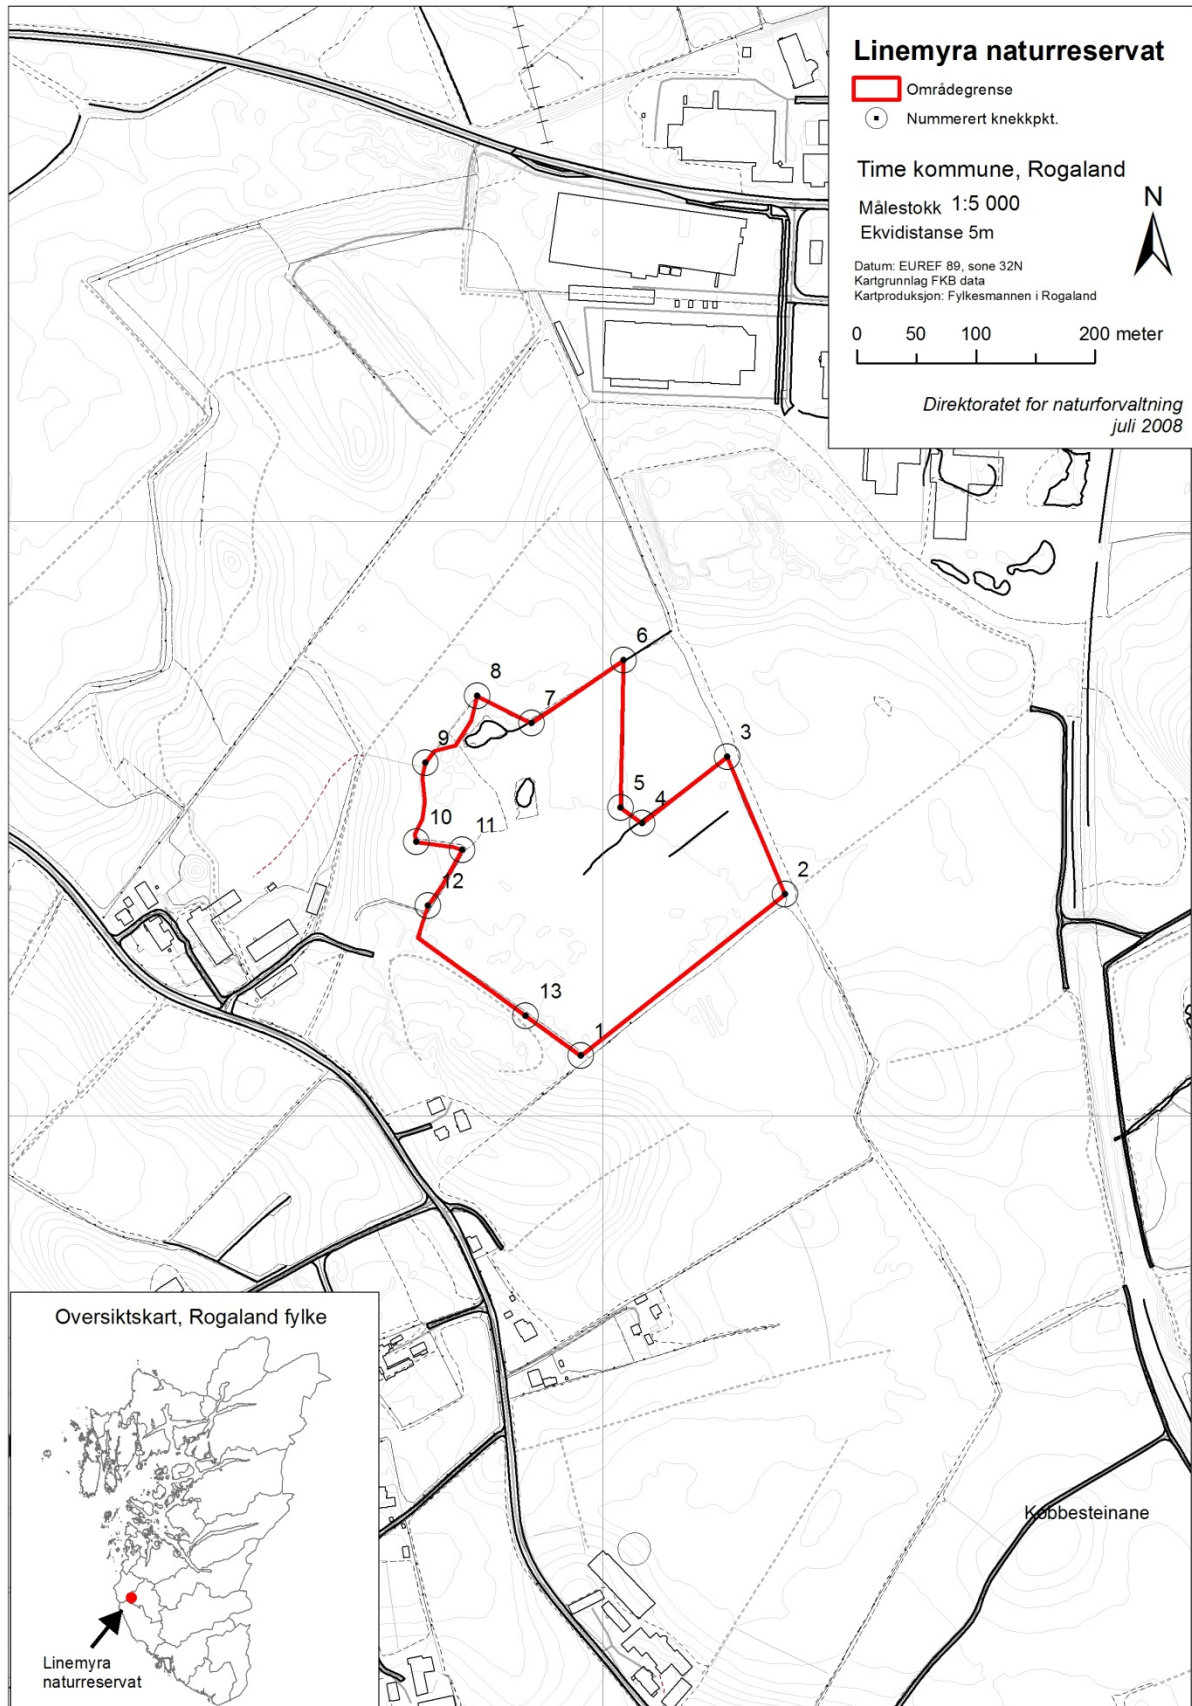 Linemyra naturreservat
Områdegrense
Nummerert knekkpkt.
Time kommune, Rogaland
Målestokk 1:5 000
Ekvidistanse 5m
N
Datum: EUREF 89, sone 32N
Kartgrunnlag FKB data
Kartproduksjon: Fylkesmannen i Rogaland
0 50 100 200 meter
Direktoratet for naturforvaltning
juli 2008
6
8
7
3
9
5
4
10
11
2
12
13
1
Kobbesteinane
Oversiktskart, Rogaland fylke
Linemyra
naturreservat